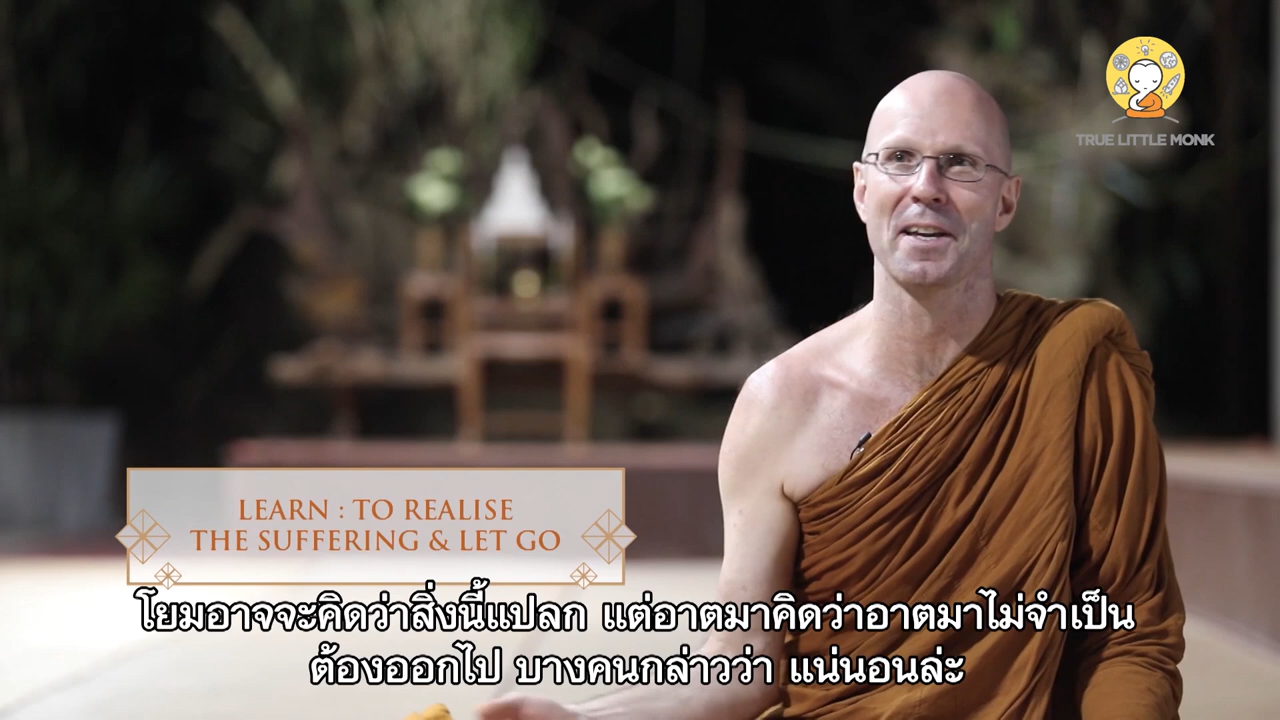 TRUE LITTLE MONK
LEARN : TO REALISE
THE SUFFERING & LET GO
โยมอาจจะคิดว่าสิ่งนี้แปลก แต่อาตมาคิดว่าอาตมาไม่จำเป็น
ต้องออกไป บางคนกล่าวว่า แน่นอนล่ะ